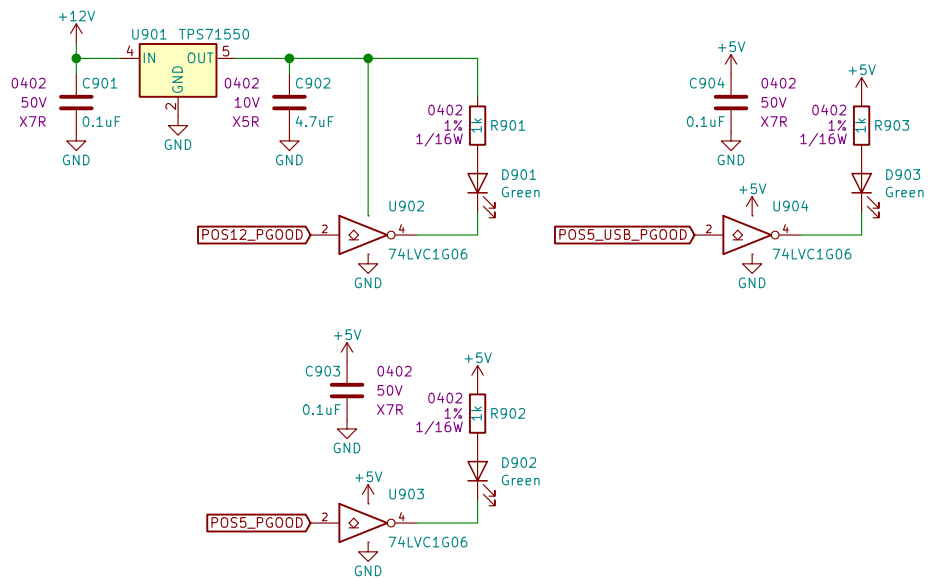 +12V
U901 TPS71550
4 IN OUT 5
GND
2
GND
0402
50V
X7R
C901
0.1uF
GND
0402
10V
X5R
C902
4.7uF
GND
0402
1%
1/16W
1k
R901
D901
Green
POS12_PGOOD
2
U902
4
74LVC1G06
GND
+5V
C904
0.1uF
0402
50V
X7R
GND
+5V
0402
1%
1/16W
1k
R903
D903
Green
+5V
U904
POS5_USB_PGOOD
2
4
74LVC1G06
GND
+5V
C903
0.1uF
0402
50V
X7R
GND
+5V
0402
1%
1/16W
1k
R902
D902
Green
+5V
U903
POS5_PGOOD
2
4
74LVC1G06
GND